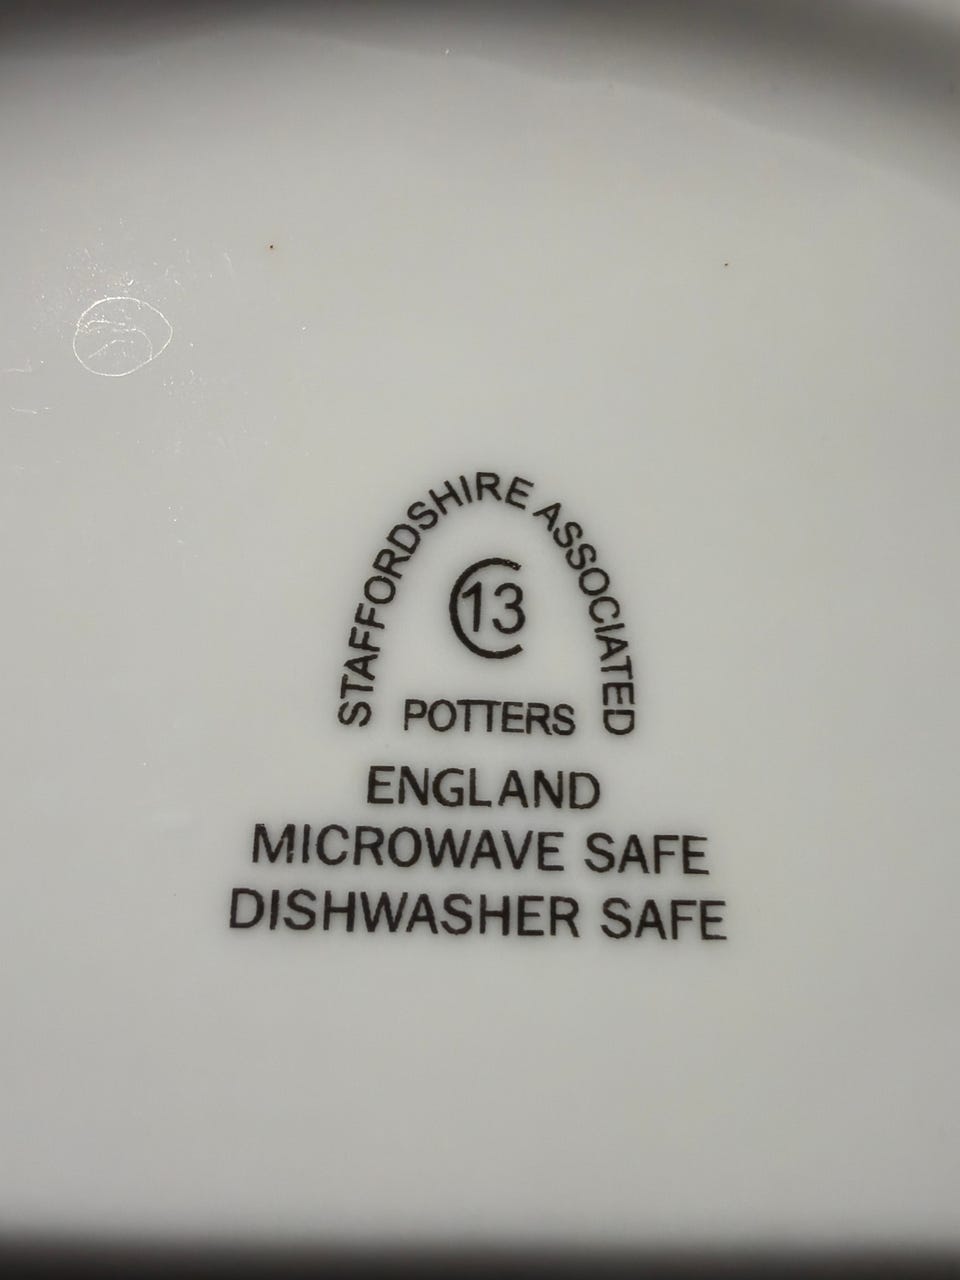 STAFFORDSHIRE ASSOCIATED
C13
POTTERS
ENGLAND
MICROWAVE SAFE
DISHWASHER SAFE